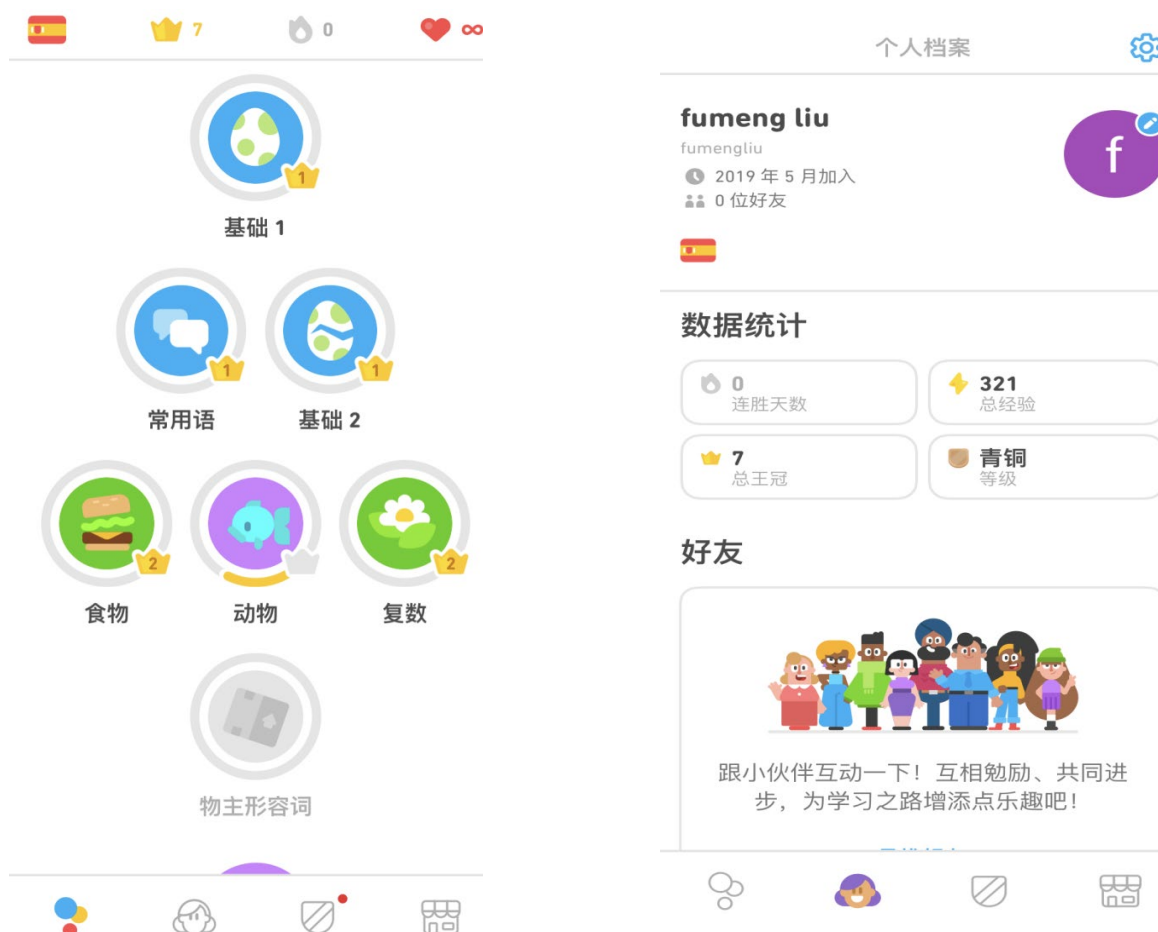 7
0
∞
1
基础 1
1
1
常用语
基础 2
2
2
食物
动物
复数
物主形容词
个人档案
fumeng liu
fumengliu
2019 年 5 月加入
0 位好友
f
数据统计
0
连胜天数
321
总经验
7
总王冠
青铜
等级
好友
跟小伙伴互动一下！互相勉励、共同进
步，为学习之路增添点乐趣吧！